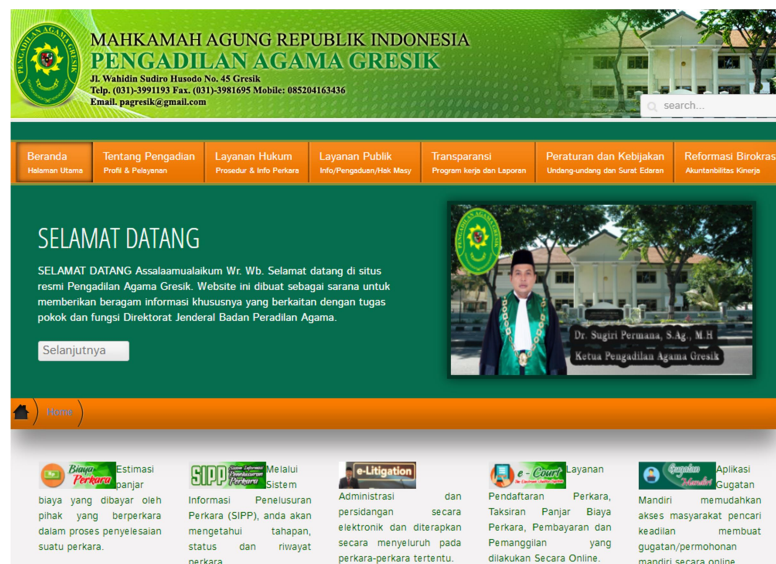 PENGADILAN AGAMA GRESIK
MAHKAMAH AGUNG REPUBLIK INDONESIA
PENGADILAN AGAMA GRESIK
Jl. Wahidin Sudiro Husodo No. 45 Gresik
Telp. (031)-3991193 Fax. (031)-3981695 Mobile: 085204163436
Email. pagresik@gmail.com
search...
Beranda
Halaman Utama
Tentang Pengadian
Profil & Pelayanan
Layanan Hukum
Prosedur & Info Perkara
Layanan Publik
Info/Pengaduan/Hak Masy
Transparansi
Program kerja dan Laporan
Peraturan dan Kebijakan
Undang-undang dan Surat Edaran
Reformasi Birokras
Akuntanbilitas Kinerja
SELAMAT DATANG
SELAMAT DATANG Assalaamualaikum Wr. Wb. Selamat datang di situs
resmi Pengadilan Agama Gresik. Website ini dibuat sebagai sarana untuk
memberikan beragam informasi khususnya yang berkaitan dengan tugas
pokok dan fungsi Direktorat Jenderal Badan Peradilan Agama.
Selanjutnya
Dr. Sugiri Permana, S.Ag., M.H
Ketua Pengadilan Agama Gresik
Home
Biaya
Perkara
Estimasi
panjar
biaya yang dibayar oleh
pihak yang berperkara
dalam proses penyelesaian
suatu perkara.
SIPP
Melalui
Sistem
Informasi Penelusuran
Perkara (SIPP), anda akan
mengetahui tahapan,
status dan riwayat
perkara
e-Litigation
Administrasi dan
persidangan secara
elektronik dan diterapkan
secara menyeluruh pada
perkara-perkara tertentu.
e - Court
Layanan
Pendaftaran Perkara,
Taksiran Panjar Biaya
Perkara, Pembayaran dan
Pemanggilan yang
dilakukan Secara Online.
Gugatan
Mandiri
Aplikasi
Gugatan
Mandiri memudahkan
akses masyarakat pencari
keadilan membuat
gugatan/permohonan
mandiri secara online